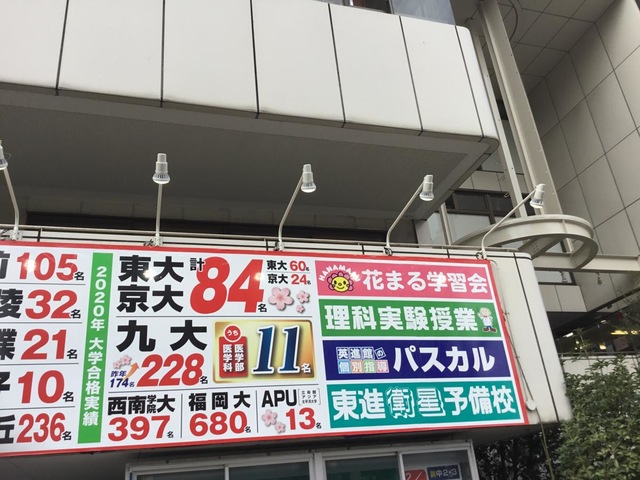 前105名
陵32名
業21名
子10名
丘236名
2020年 大学合格実績
東大
京大
計84名
東大60名
京大24名
九大
昨年
174名
228名
うち
医学部
医学科
11名
西南学院大
397名
福岡大
680名
APU
13名
HANAMARU
花まる学習会
理科実験授業
英進館の
個別指導
パスカル
東進衛星予備校